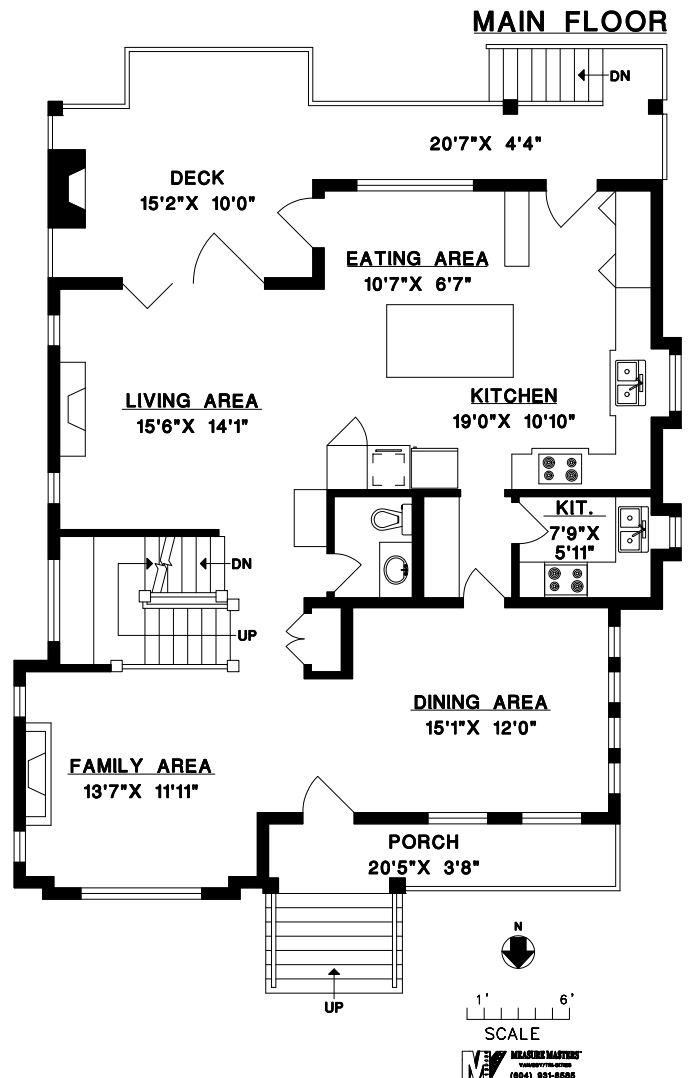 MAIN FLOOR
DN
20'7"X 4'4"
DECK
15'2"X 10'0"
EATING AREA
10'7"X 6'7"
LIVING AREA
15'6"X 14'1"
KITCHEN
19'0"X 10'10"
KIT.
7'9"X
5'11"
DN
UP
DINING AREA
15'1"X 12'0"
FAMILY AREA
13'7"X 11'11"
PORCH
20'5"X 3'8"
UP
N
1' 6'
SCALE
MEASURE MASTERS
(604) 931-8585